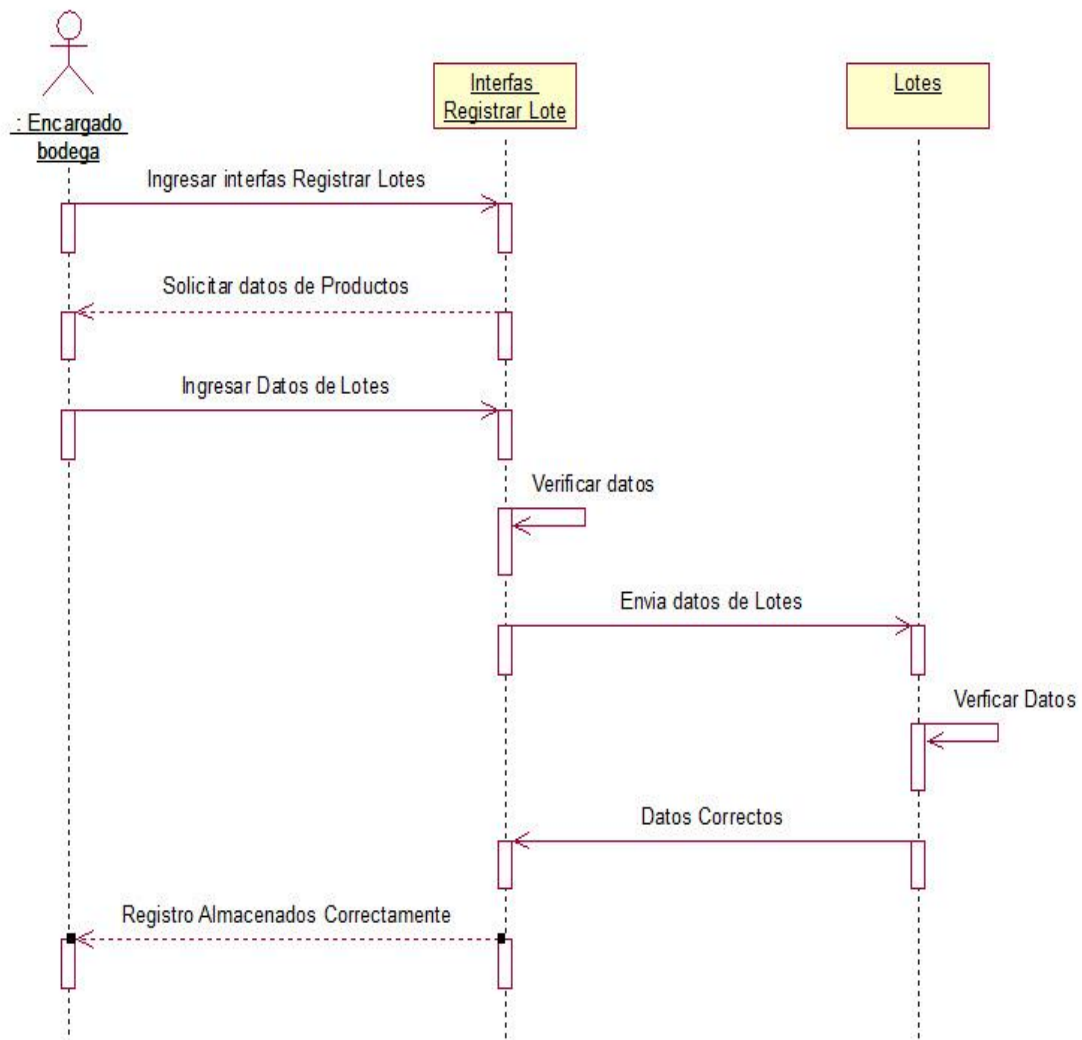 : Encargado
bodega
Interfas
Registrar Lote
Lotes
Ingresar interfas Registrar Lotes
Solicitar datos de Productos
Ingresar Datos de Lotes
Verificar datos
Envia datos de Lotes
Verficar Datos
Datos Correctos
Registro Almacenados Correctamente